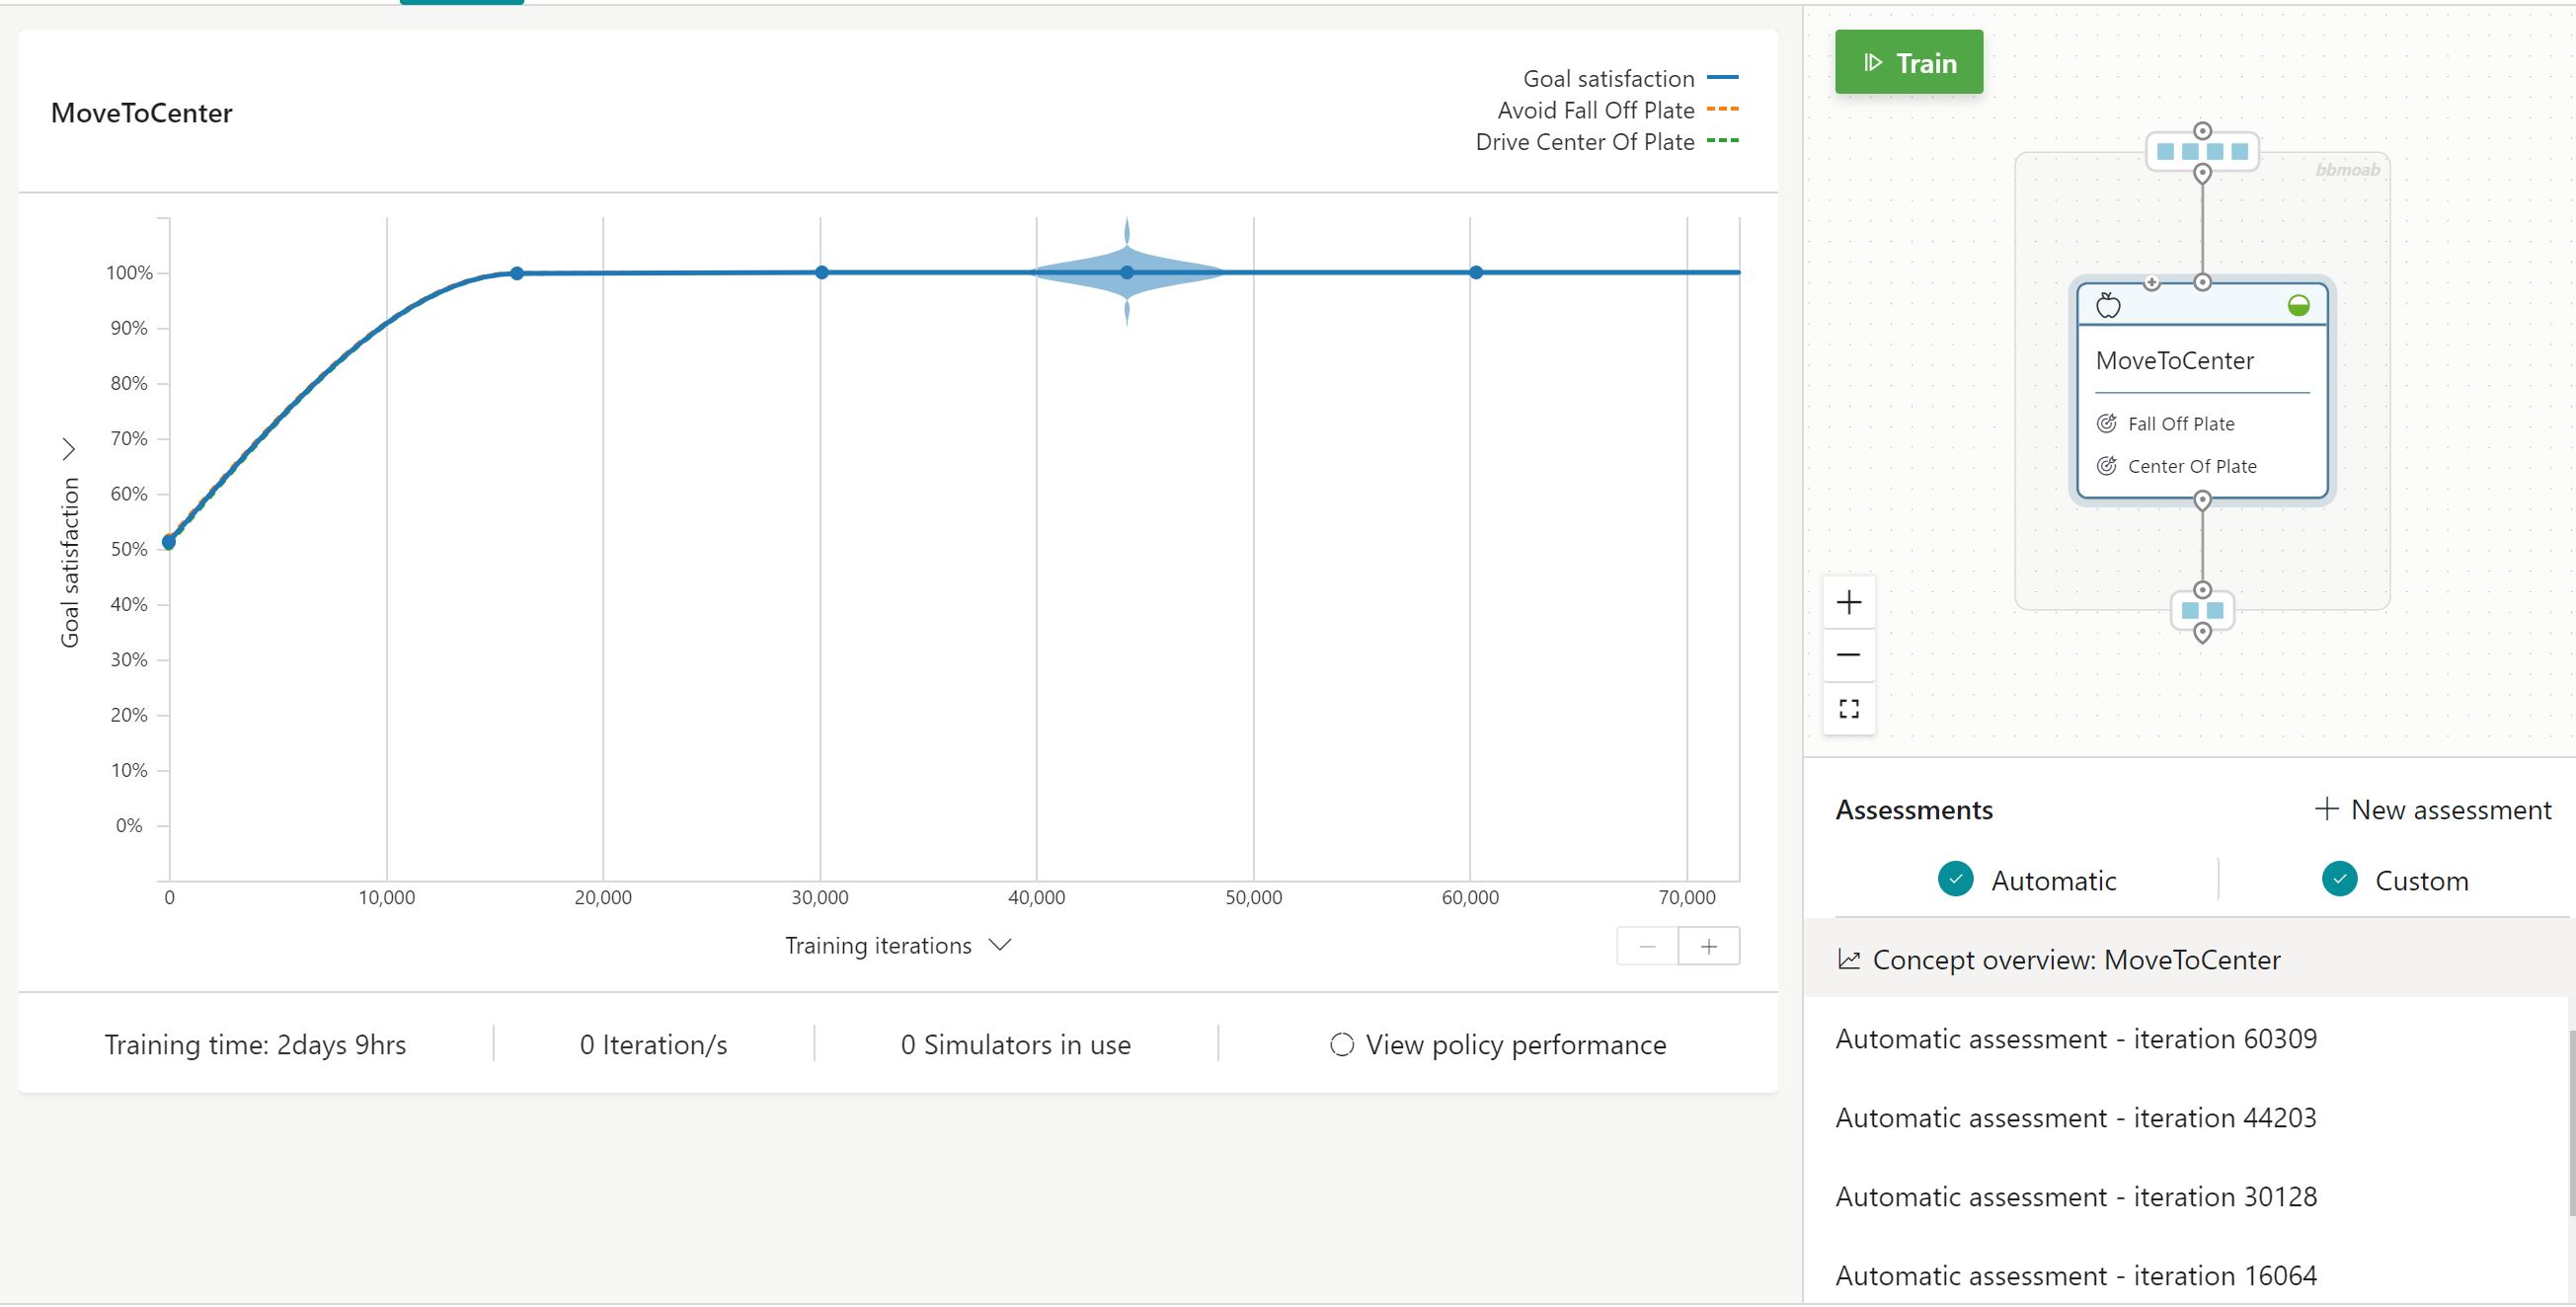 MoveToCenter
Goal satisfaction
Avoid Fall Off Plate
Drive Center Of Plate
Goal satisfaction
100%
90%
80%
70%
60%
50%
40%
30%
20%
10%
0%
0
10,000
20,000
30,000
40,000
50,000
60,000
70,000
Training iterations
Training time: 2days 9hrs
0 Iteration/s
0 Simulators in use
View policy performance
Train
bbmoab
MoveToCenter
Fall Off Plate
Center Of Plate
Assessments
New assessment
Automatic
Custom
Concept overview: MoveToCenter
Automatic assessment - iteration 60309
Automatic assessment - iteration 44203
Automatic assessment - iteration 30128
Automatic assessment - iteration 16064